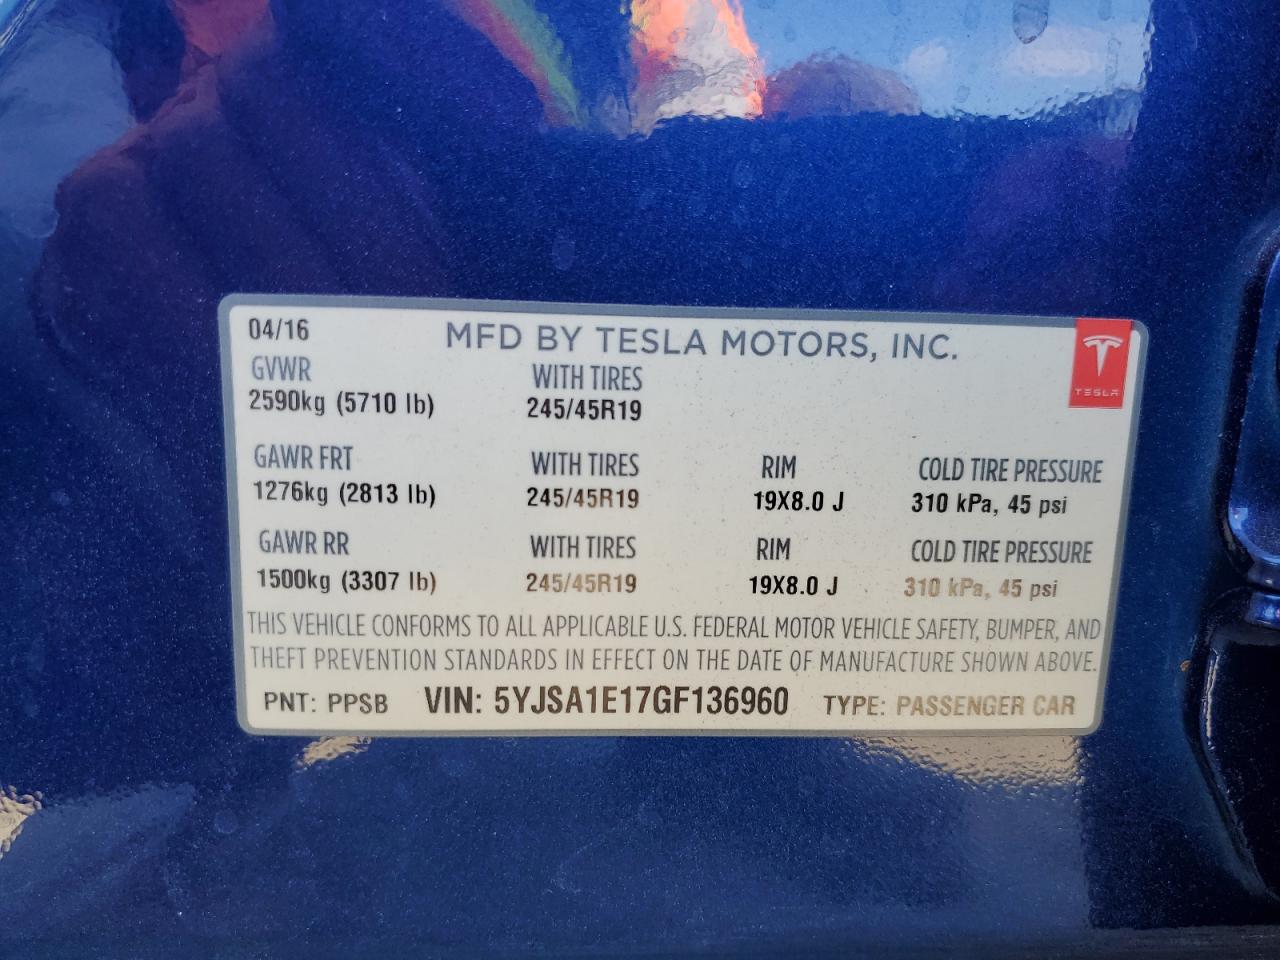 04/16 MFD BY TESLA MOTORS, INC.
TESLA
GVWR WITH TIRES
2590kg (5710 lb) 245/45R19
GAWR FRT WITH TIRES RIM COLD TIRE PRESSURE
1276kg (2813 lb) 245/45R19 19X8.0 J 310 kPa, 45 psi
GAWR RR WITH TIRES RIM COLD TIRE PRESSURE
1500kg (3307 lb) 245/45R19 19X8.0 J 310 kPa, 45 psi
THIS VEHICLE CONFORMS TO ALL APPLICABLE U.S. FEDERAL MOTOR VEHICLE SAFETY, BUMPER, AND
THEFT PREVENTION STANDARDS IN EFFECT ON THE DATE OF MANUFACTURE SHOWN ABOVE.
PNT: PPSB VIN: 5YJSA1E17GF136960 TYPE: PASSENGER CAR